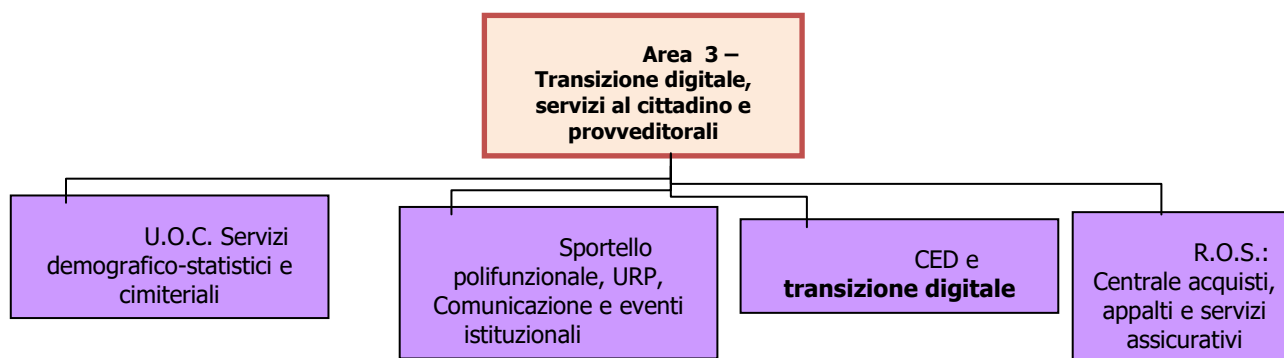 Area 3 –
Transizione digitale,
servizi al cittadino e
provveditorali
U.O.C. Servizi
demografico-statistici e
cimiteriali
Sportello
polifunzionale, URP,
Comunicazione e eventi
istituzionali
CED e
transizione digitale
R.O.S.:
Centrale acquisti,
appalti e servizi
assicurativi